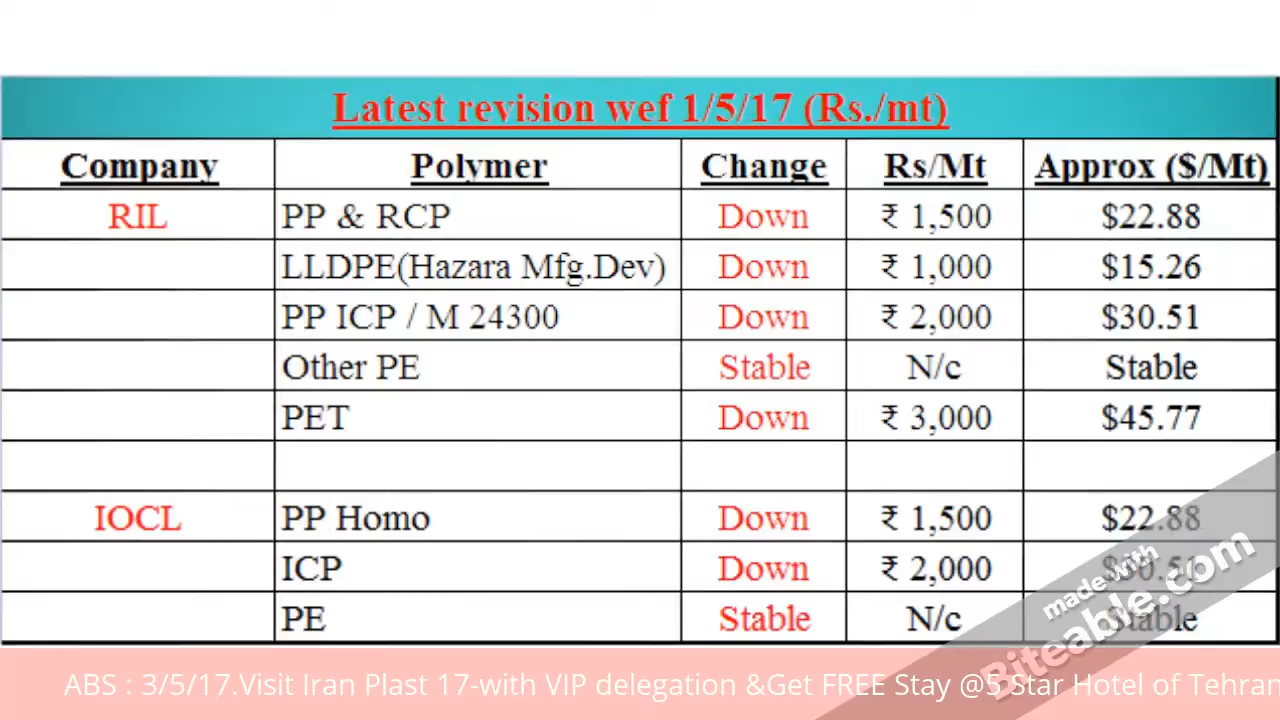 Latest revision wef 1/5/17 (Rs./mt)
Company Polymer Change Rs/Mt Approx ($/Mt)
RIL PP & RCP Down ₹ 1,500 $22.88
LLDPE(Hazara Mfg.Dev) Down ₹ 1,000 $15.26
PP ICP / M 24300 Down ₹ 2,000 $30.51
Other PE Stable N/c Stable
PET Down ₹ 3,000 $45.77
IOCL PP Homo Down ₹ 1,500 $22.88
ICP Down ₹ 2,000 $30.51
PE Stable N/c Stable
made with
Biteable.com
ABS : 3/5/17.Visit Iran Plast 17-with VIP delegation &Get FREE Stay @5 Star Hotel of Tehran